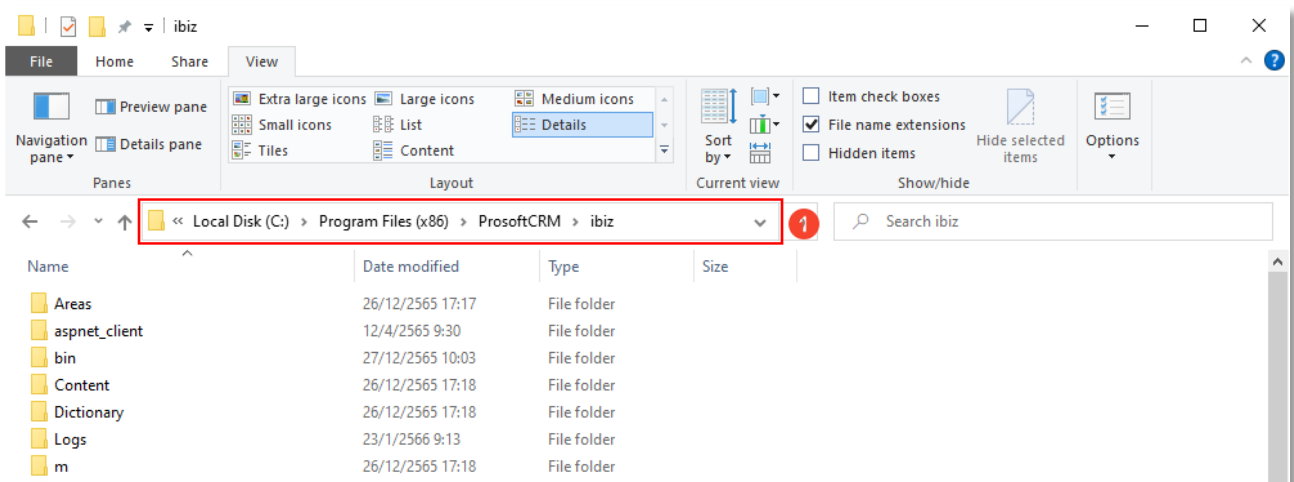 ibiz
File Home Share View
Preview pane
Details pane
Navigation pane
Panes
Extra large icons Large icons Medium icons
Small icons List Details
Tiles Content
Layout
Sort by
Current view
Item check boxes
File name extensions
Hidden items
Hide selected items
Show/hide
Options
« Local Disk (C:) › Program Files (x86) › ProsoftCRM › ibiz
1
Search ibiz
Name Date modified Type Size
Areas 26/12/2565 17:17 File folder
aspnet_client 12/4/2565 9:30 File folder
bin 27/12/2565 10:03 File folder
Content 26/12/2565 17:18 File folder
Dictionary 26/12/2565 17:18 File folder
Logs 23/1/2566 9:13 File folder
m 26/12/2565 17:18 File folder